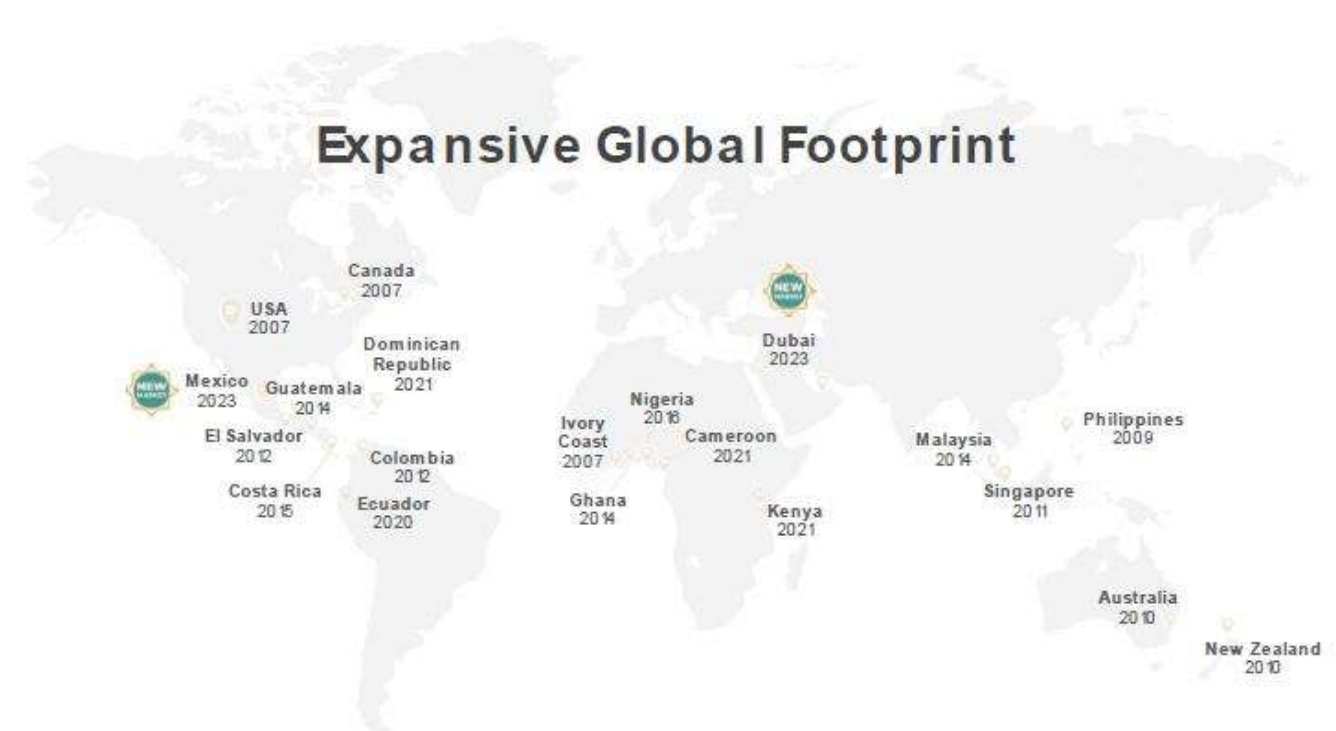 Expansive Global Footprint
Canada
2007
USA
2007
Dominican
Republic
2021
NEW
MARKET
Dubai
2023
NEW
MARKET
Mexico
2023
Guatemala
2014
Nigeria
2016
Ivory
Coast
2007
Cameroon
2021
El Salvador
2012
Colombia
2012
Malaysia
2014
Philippines
2009
Costa Rica
2015
Ecuador
2020
Ghana
2014
Kenya
2021
Singapore
2011
Australia
2010
New Zealand
2010